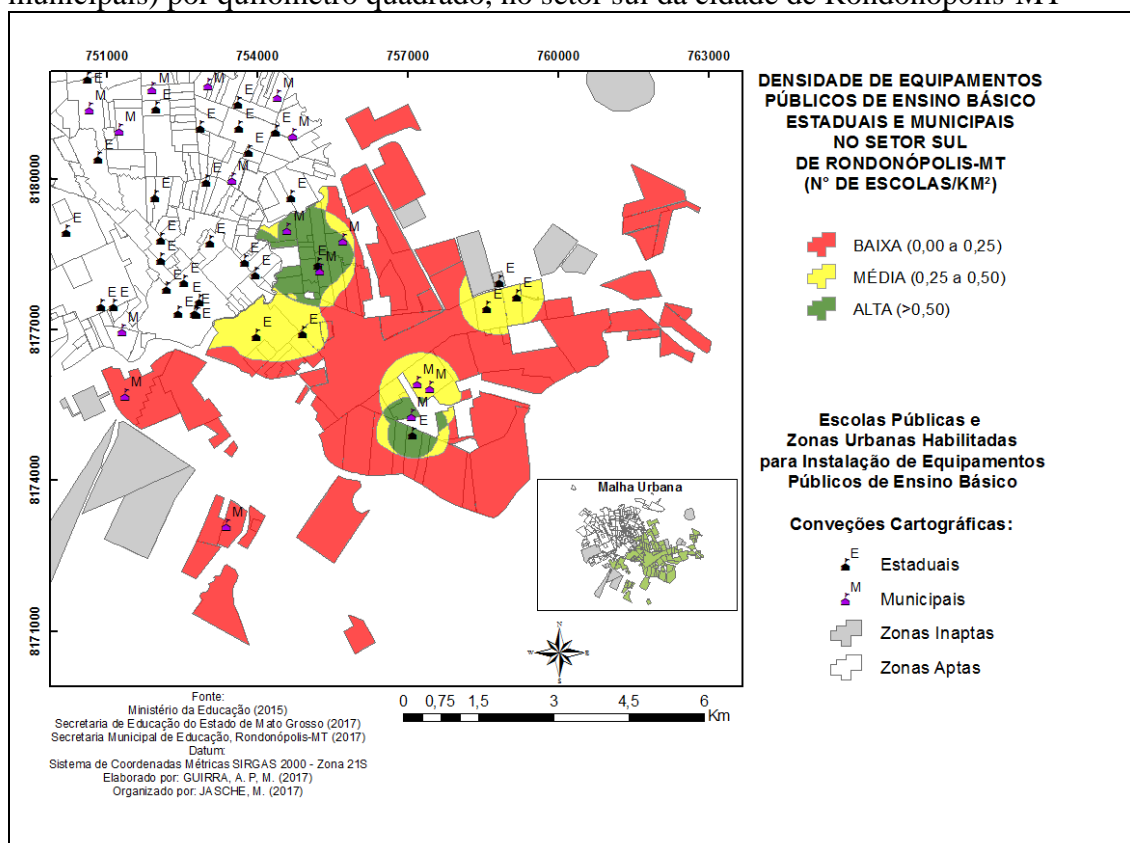 municipais) por quilômetro quadrado, no setor sul da cidade de Rondonópolis-MT
751000 754000 757000 760000 763000
8180000
8177000
8174000
8171000
E
M
M
M
M
E
E
M
E
E
E
M
E
E
E
M
E
E
E
M
M
E
M
E
E
E
E
E
E
E
E
E
E
E
E
E
M
E
E
E
E
E
M
M
M
M
E
M
Malha Urbana
N
W
E
S
DENSIDADE DE EQUIPAMENTOS
PÚBLICOS DE ENSINO BÁSICO
ESTADUAIS E MUNICIPAIS
NO SETOR SUL
DE RONDONÓPOLIS-MT
(N° DE ESCOLAS/KM²)
BAIXA (0,00 a 0,25)
MÉDIA (0,25 a 0,50)
ALTA (>0,50)
Escolas Públicas e
Zonas Urbanas Habilitadas
para Instalação de Equipamentos
Públicos de Ensino Básico
Conveções Cartográficas:
E Estaduais
M Municipais
Zonas Inaptas
Zonas Aptas
Fonte:
Ministério da Educação (2015)
Secretaria de Educação do Estado de Mato Grosso (2017)
Secretaria Municipal de Educação, Rondonópolis-MT (2017)
Datum:
Sistema de Coordenadas Métricas SIRGAS 2000 - Zona 21S
Elaborado por: GUIRRA, A. P, M. (2017)
Organizado por: JASCHE, M. (2017)
0 0,75 1,5 3 4,5 6
Km